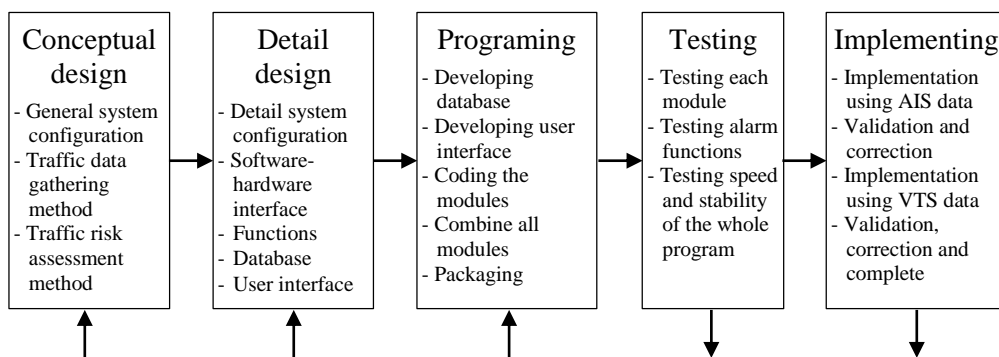 Conceptual
design
- General system
configuration
- Traffic data
gathering
method
- Traffic risk
assessment
method
Detail
design
- Detail system
configuration
- Software-
hardware
interface
- Functions
- Database
- User interface
Programing
- Developing
database
- Developing user
interface
- Coding the
modules
- Combine all
modules
- Packaging
Testing
- Testing each
module
- Testing alarm
functions
- Testing speed
and stability
of the whole
program
Implementing
- Implementation
using AIS data
- Validation and
correction
- Implementation
using VTS data
- Validation,
correction and
complete